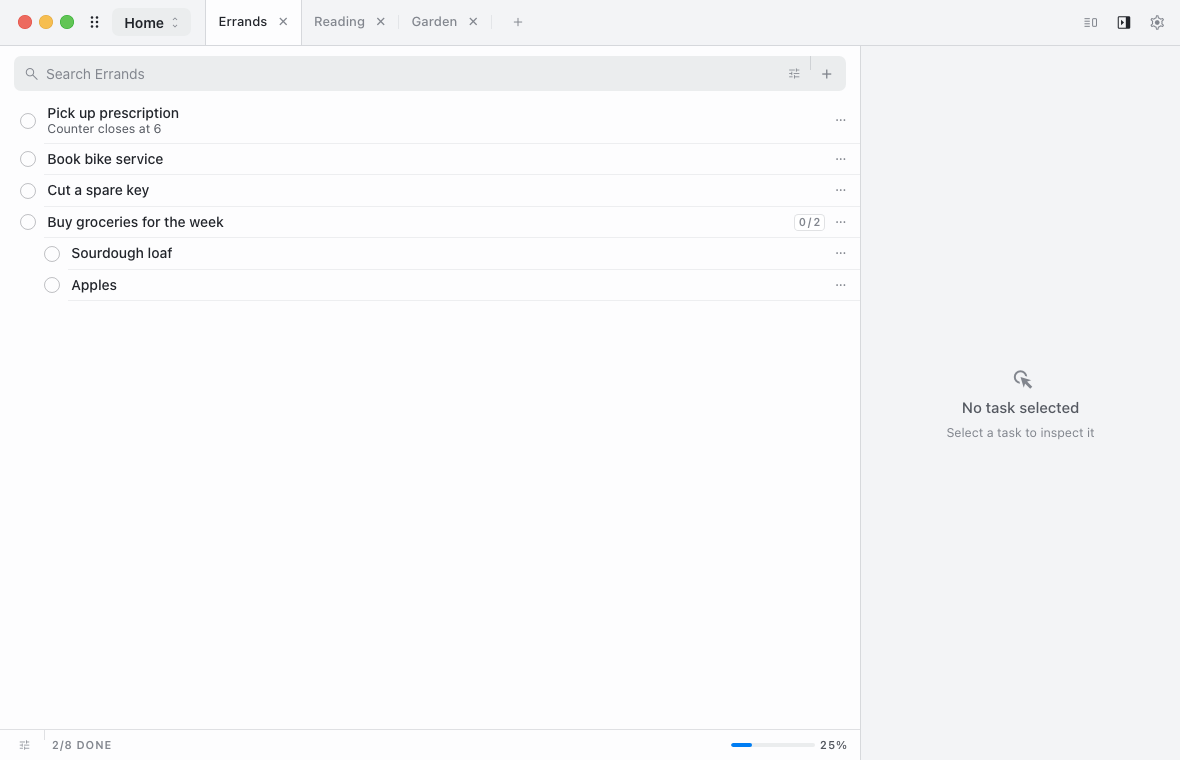 Home
Errands
Reading
Garden
Search Errands
Pick up prescription
Counter closes at 6
Book bike service
Cut a spare key
Buy groceries for the week
0/2
Sourdough loaf
Apples
No task selected
Select a task to inspect it
2/8 DONE
25%